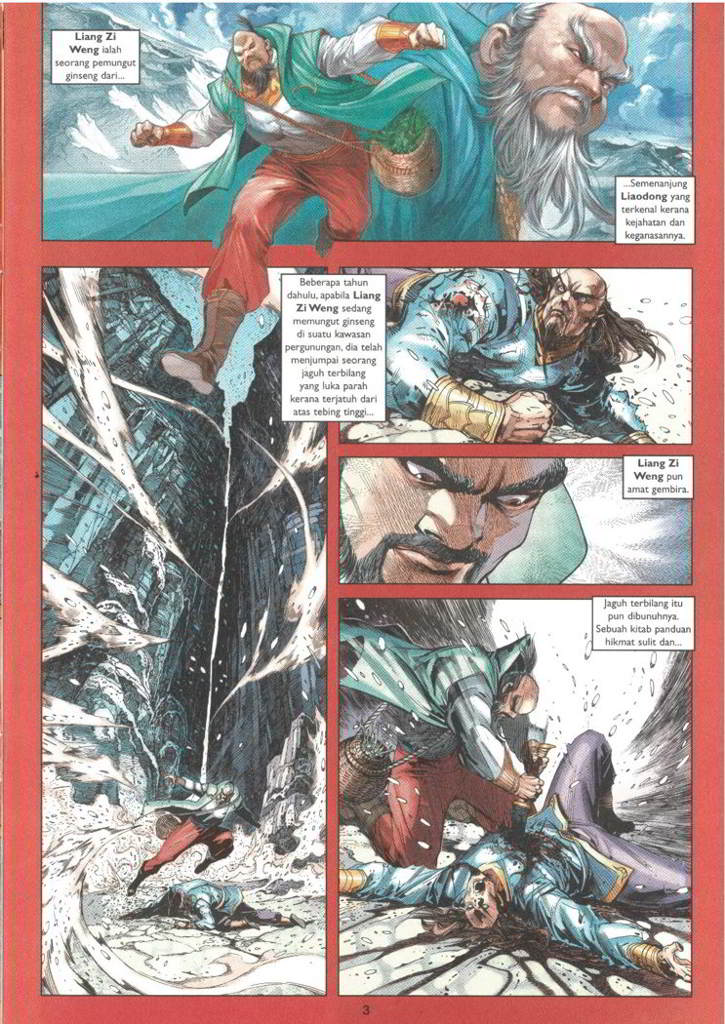 Liang Zi
Weng ialah
seorang pemungut
ginseng dari...
...Semenanjung
Liaodong yang
terkenal kerana
kejahatan dan
keganasannya.
Beberapa tahun
dahulu, apabila Liang
Zi Weng sedang
memungut ginseng
di suatu kawasan
pergunungan, dia telah
menjumpai seorang
jaguh terbilang
yang luka parah
kerana terjatuh dari
atas tebing tinggi...
Liang Zi
Weng pun
amat gembira.
Jaguh terbilang itu
pun dibunuhnya.
Sebuah kitab panduan
hikmat sulit dan...
3